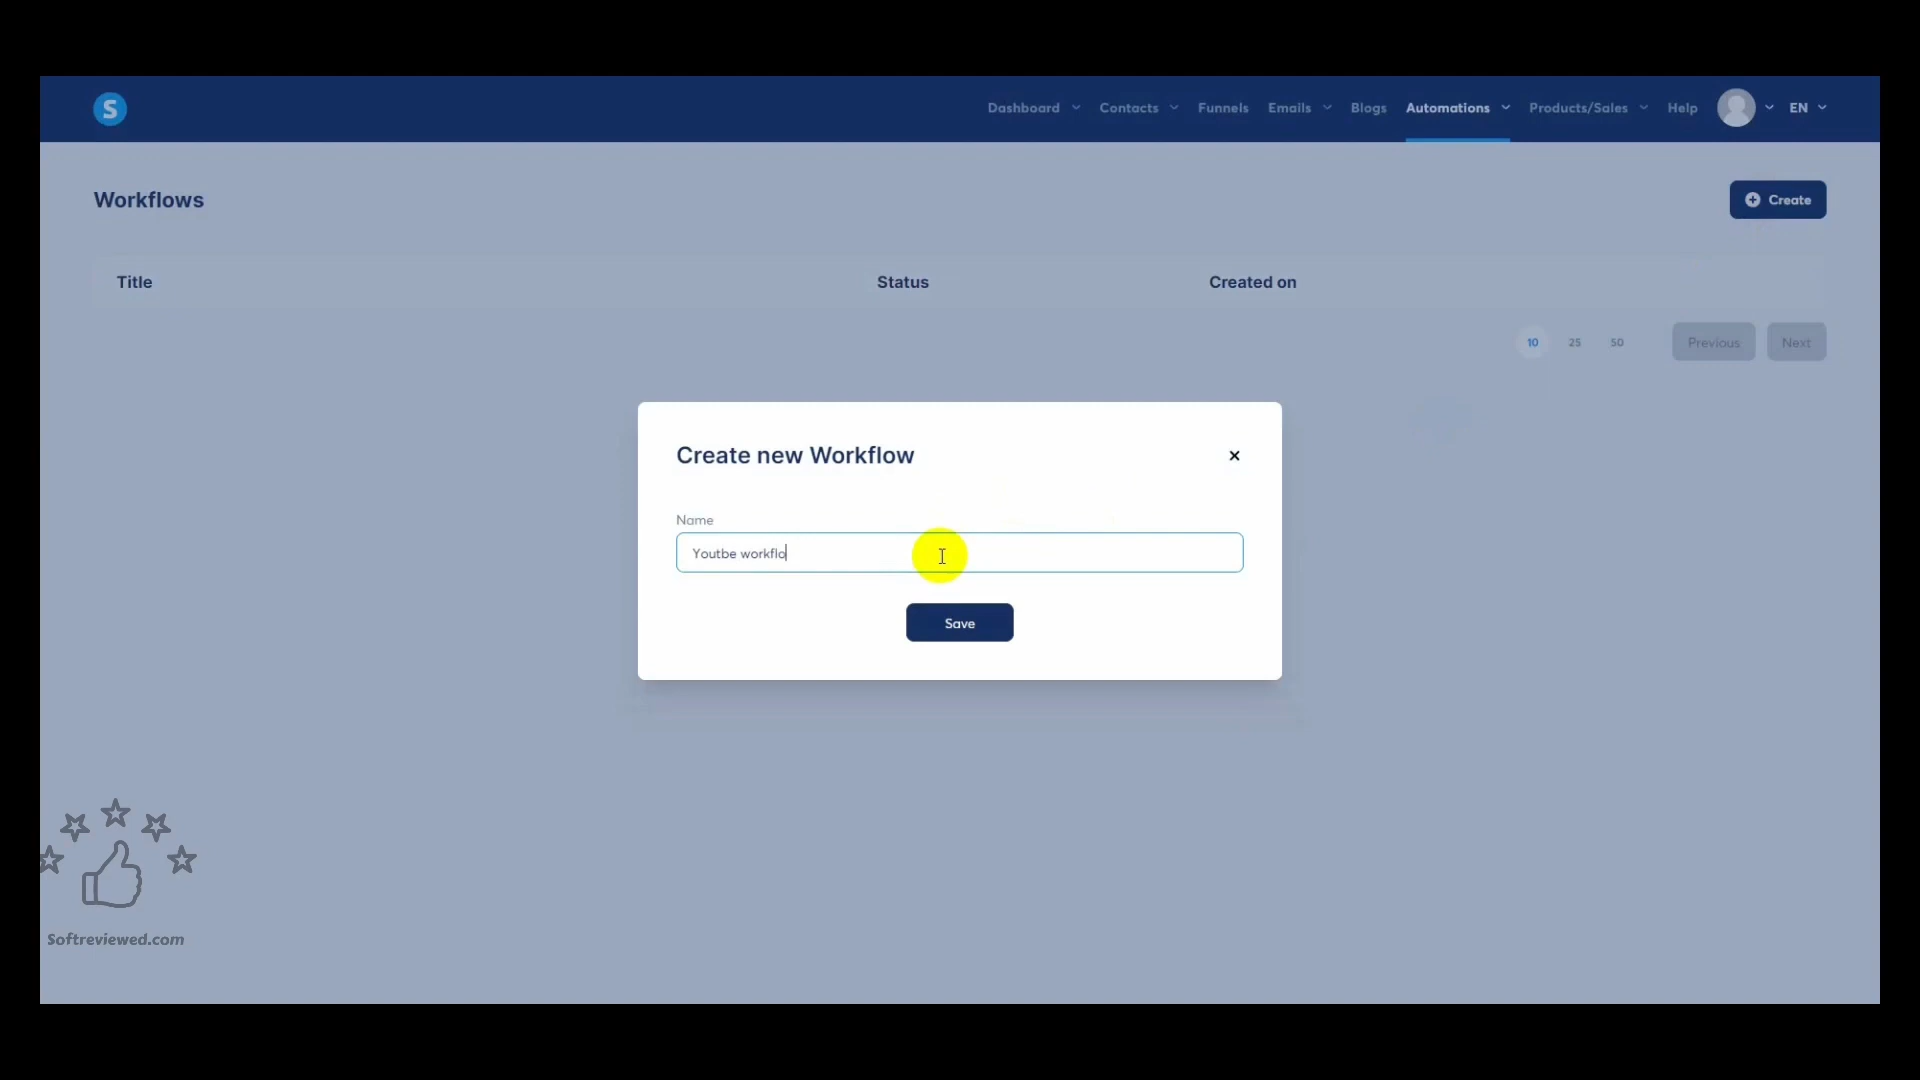 S Dashboard Contacts Funnels Emails Blogs Automations Products/Sales Help EN
Workflows
Create
Title Status Created on
10 25 50 Previous Next
Create new Workflow
Name
Youtbe workflo
Save
Softreviewed.com